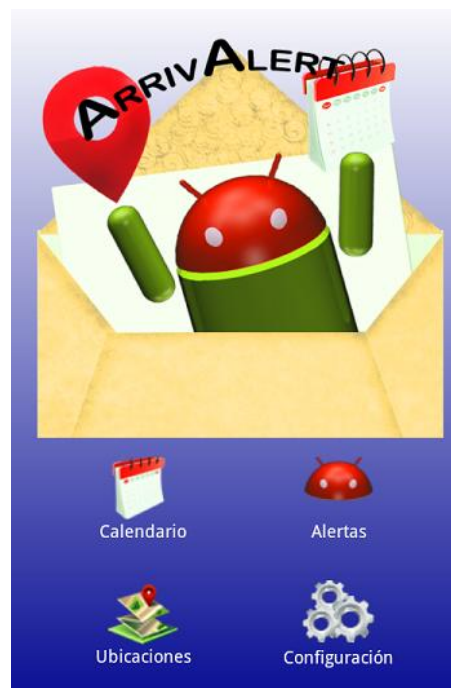 ARRIVALERT
Calendario
Alertas
Ubicaciones
Configuración